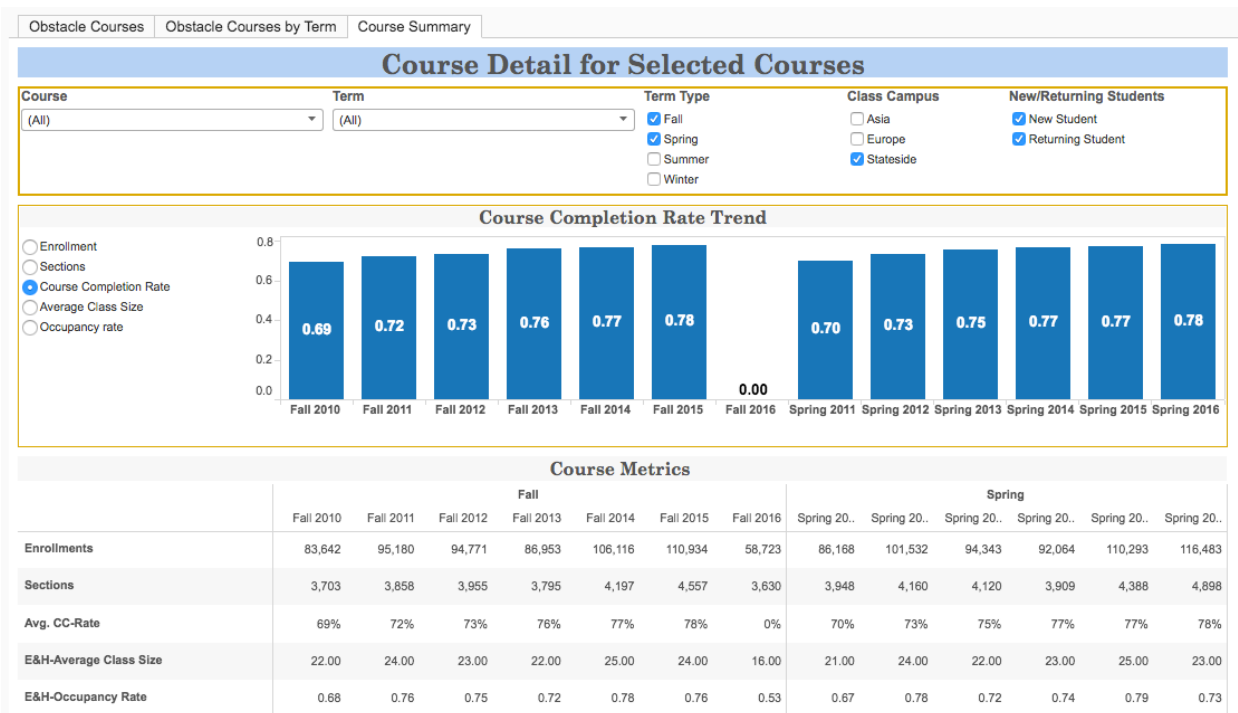 Obstacle Courses Obstacle Courses by Term Course Summary
Course Detail for Selected Courses
Course Term Term Type Class Campus New/Returning Students
(All) (All) Fall Asia New Student
Spring Europe Returning Student
Summer Stateside
Winter
Course Completion Rate Trend
Enrollment
Sections
Course Completion Rate
Average Class Size
Occupancy rate
0.8
0.6
0.4
0.2
0.0
0.69 0.72 0.73 0.76 0.77 0.78 0.00 0.70 0.73 0.75 0.77 0.77 0.78
Fall 2010 Fall 2011 Fall 2012 Fall 2013 Fall 2014 Fall 2015 Fall 2016 Spring 2011 Spring 2012 Spring 2013 Spring 2014 Spring 2015 Spring 2016
Course Metrics
Fall Spring
Fall 2010 Fall 2011 Fall 2012 Fall 2013 Fall 2014 Fall 2015 Fall 2016 Spring 20.. Spring 20.. Spring 20.. Spring 20.. Spring 20.. Spring 20..
Enrollments 83,642 95,180 94,771 86,953 106,116 110,934 58,723 86,168 101,532 94,343 92,064 110,293 116,483
Sections 3,703 3,858 3,955 3,795 4,197 4,557 3,630 3,948 4,160 4,120 3,909 4,388 4,898
Avg. CC-Rate 69% 72% 73% 76% 77% 78% 0% 70% 73% 75% 77% 77% 78%
E&H-Average Class Size 22.00 24.00 23.00 22.00 25.00 24.00 16.00 21.00 24.00 22.00 23.00 25.00 23.00
E&H-Occupancy Rate 0.68 0.76 0.75 0.72 0.78 0.76 0.53 0.67 0.78 0.72 0.74 0.79 0.73